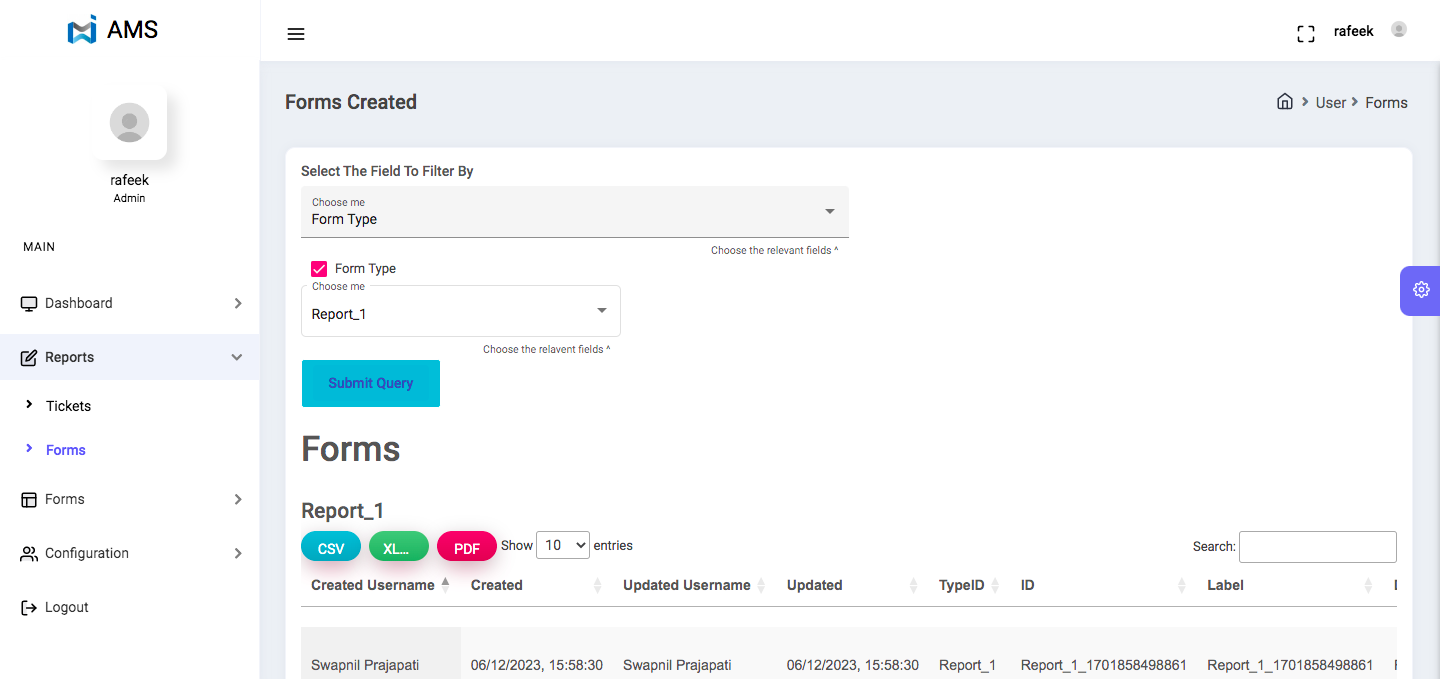 AMS
rafeek
rafeek
Admin
MAIN
Dashboard
Reports
Tickets
Forms
Forms
Configuration
Logout
Forms Created
User Forms
Select The Field To Filter By
Choose me
Form Type
Choose the relevant fields ^
Form Type
Choose me
Report_1
Choose the relavent fields ^
Submit Query
Forms
Report_1
CSV XL... PDF Show 10 entries Search:
Created Username Created Updated Username Updated TypeID ID Label
Swapnil Prajapati 06/12/2023, 15:58:30 Swapnil Prajapati 06/12/2023, 15:58:30 Report_1 Report_1_1701858498861 Report_1_1701858498861